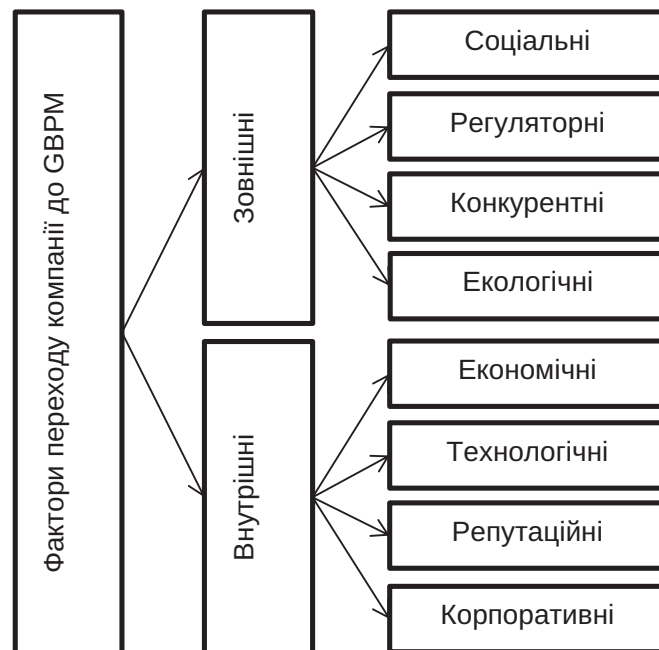 Фактори переходу компанії до GBPM
Зовнішні
Соціальні
Регуляторні
Конкурентні
Екологічні
Внутрішні
Економічні
Технологічні
Репутаційні
Корпоративні